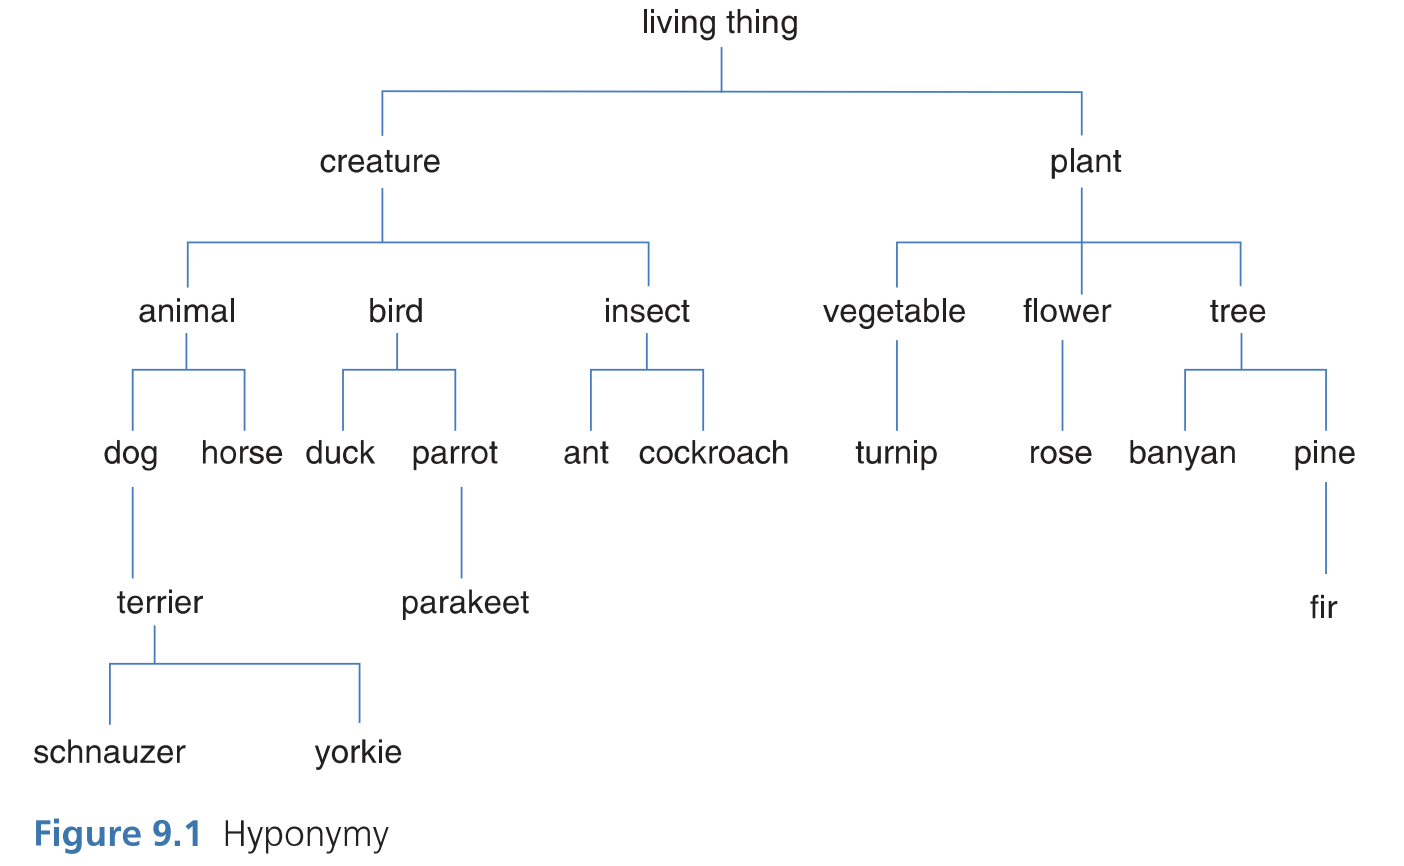 living thing
creature plant
animal bird insect vegetable flower tree
dog horse duck parrot ant cockroach turnip rose banyan pine
terrier parakeet fir
schnauzer yorkie
Figure 9.1 Hyponymy